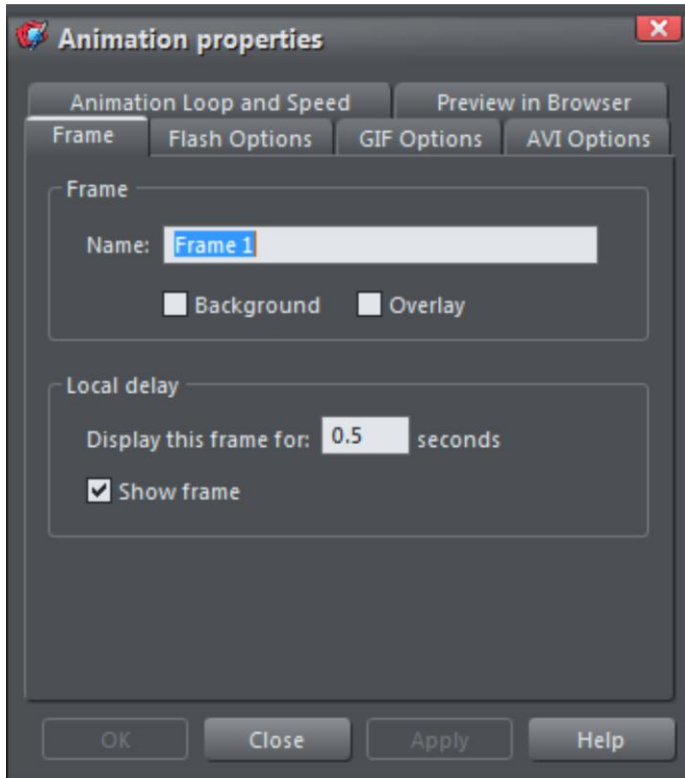 Animation properties
Animation Loop and Speed Preview in Browser
Frame Flash Options GIF Options AVI Options
Frame
Name: Frame 1
Background Overlay
Local delay
Display this frame for: 0.5 seconds
Show frame
OK Close Apply Help